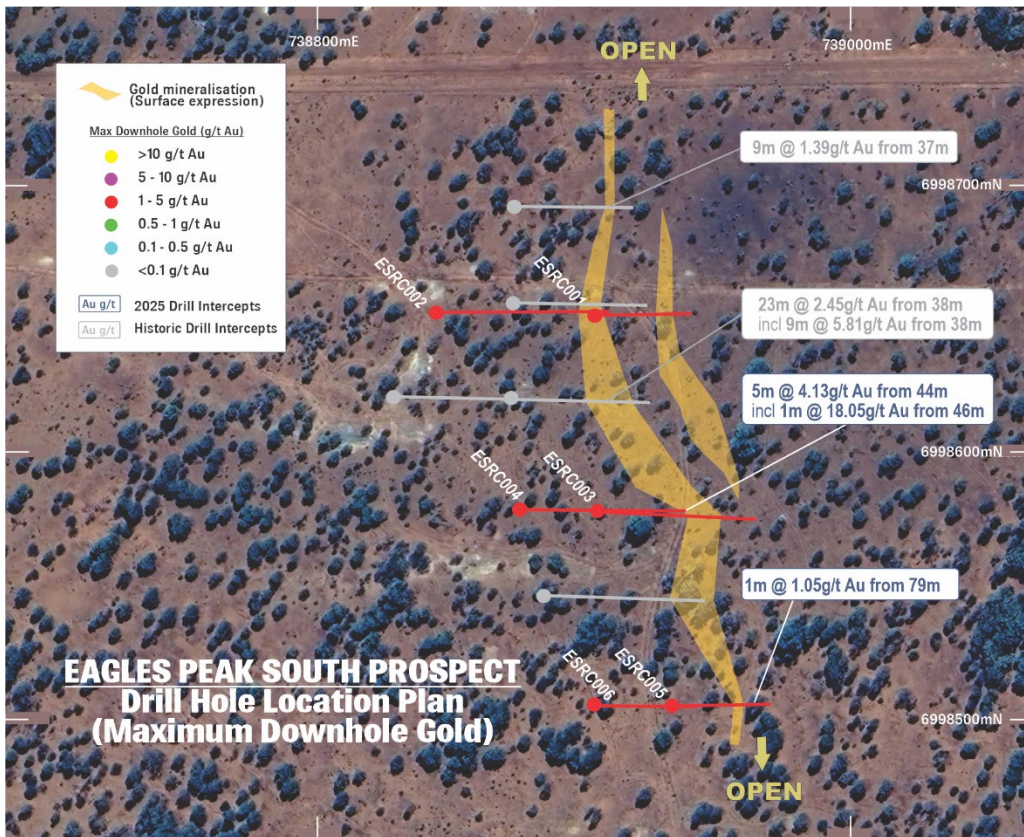 738800mE
739000mE
OPEN
Gold mineralisation
(Surface expression)
Max Downhole Gold (g/t Au)
>10 g/t Au
5 - 10 g/t Au
1 - 5 g/t Au
0.5 - 1 g/t Au
0.1 - 0.5 g/t Au
<0.1 g/t Au
Au g/t 2025 Drill Intercepts
Au g/t Historic Drill Intercepts
9m @ 1.39g/t Au from 37m
6998700mN
ESRC002
ESRC001
23m @ 2.45g/t Au from 38m
incl 9m @ 5.81g/t Au from 38m
5m @ 4.13g/t Au from 44m
incl 1m @ 18.05g/t Au from 46m
6998600mN
ESRC004
ESRC003
1m @ 1.05g/t Au from 79m
ESRC006
ESRC005
EAGLES PEAK SOUTH PROSPECT
Drill Hole Location Plan
(Maximum Downhole Gold)
6998500mN
OPEN